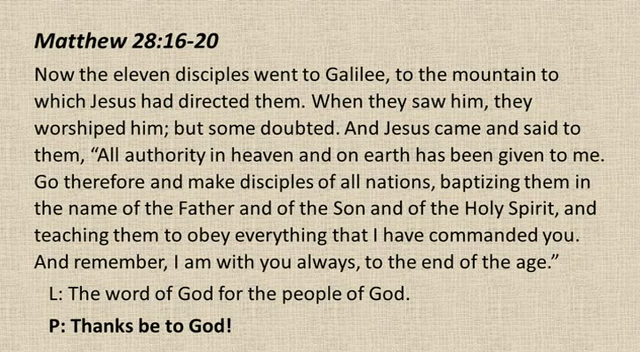 Matthew 28:16-20
Now the eleven disciples went to Galilee, to the mountain to
which Jesus had directed them. When they saw him, they
worshiped him; but some doubted. And Jesus came and said to
them, “All authority in heaven and on earth has been given to me.
Go therefore and make disciples of all nations, baptizing them in
the name of the Father and of the Son and of the Holy Spirit, and
teaching them to obey everything that I have commanded you.
And remember, I am with you always, to the end of the age.”
L: The word of God for the people of God.
P: Thanks be to God!